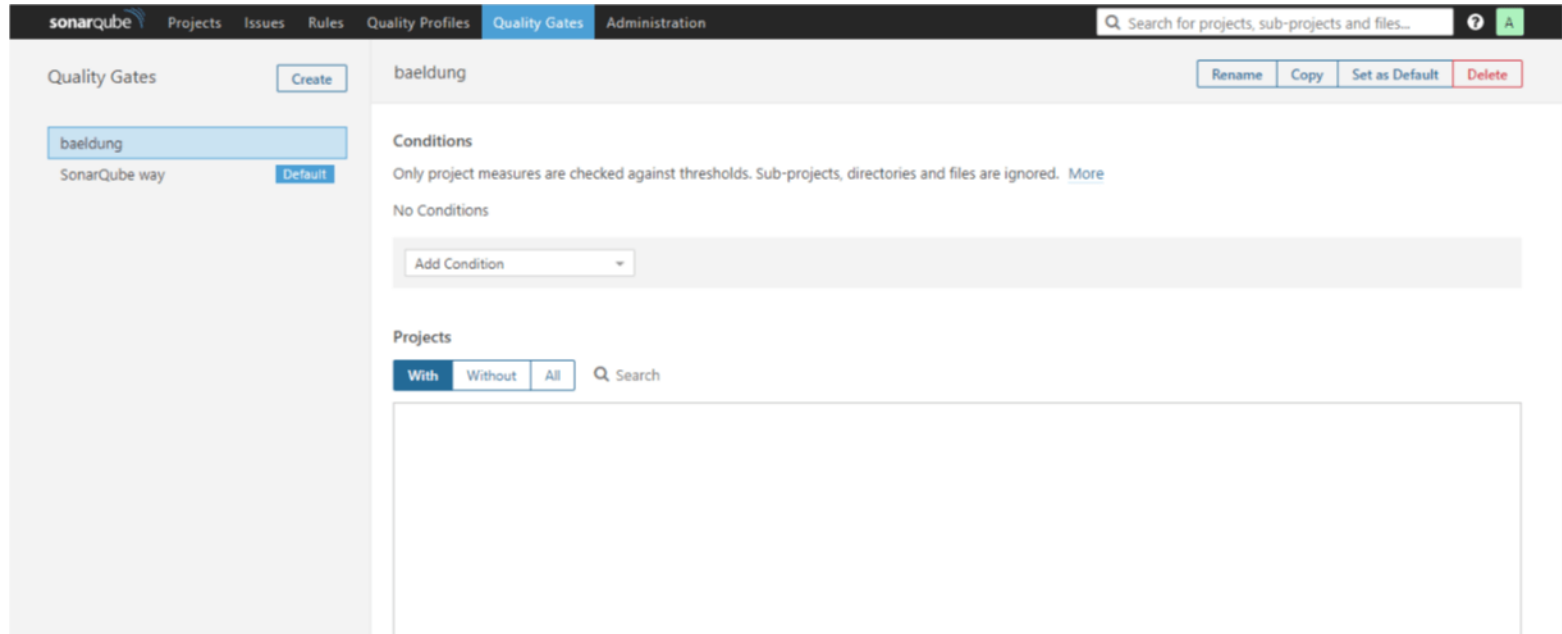 sonarqube Projects Issues Rules Quality Profiles Quality Gates Administration Search for projects, sub-projects and files... ? A
Quality Gates Create
baeldung
SonarQube way Default
baeldung Rename Copy Set as Default Delete
Conditions
Only project measures are checked against thresholds. Sub-projects, directories and files are ignored. More
No Conditions
Add Condition
Projects
With Without All Search